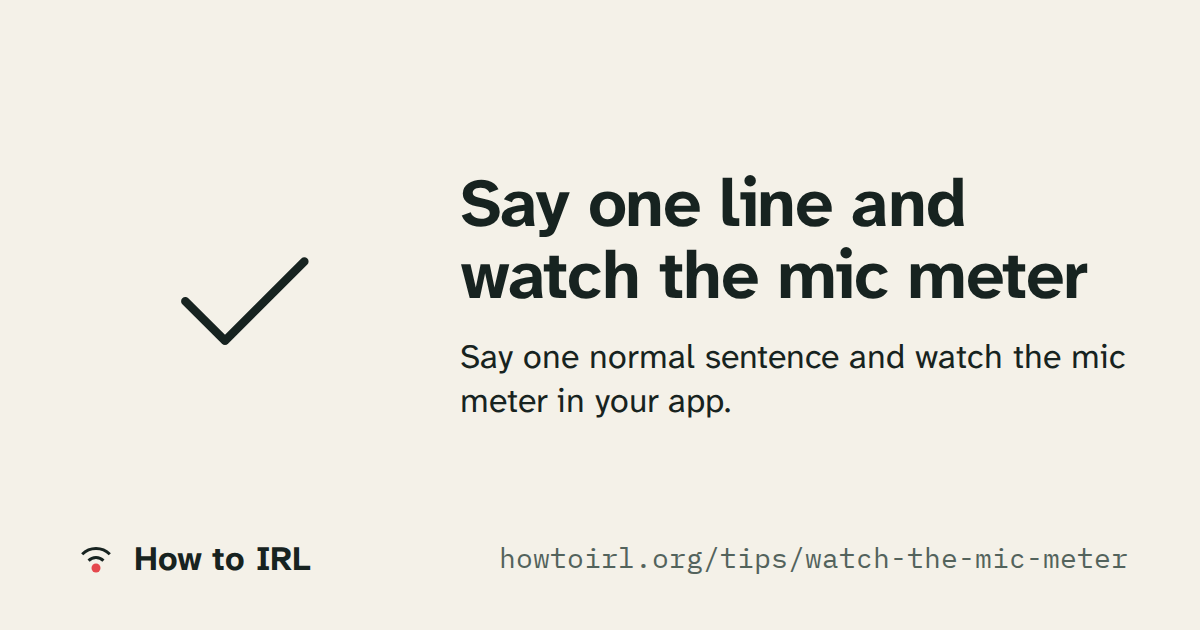 Say one line and
watch the mic meter
Say one normal sentence and watch the mic
meter in your app.
How to IRL
howtoirl.org/tips/watch-the-mic-meter